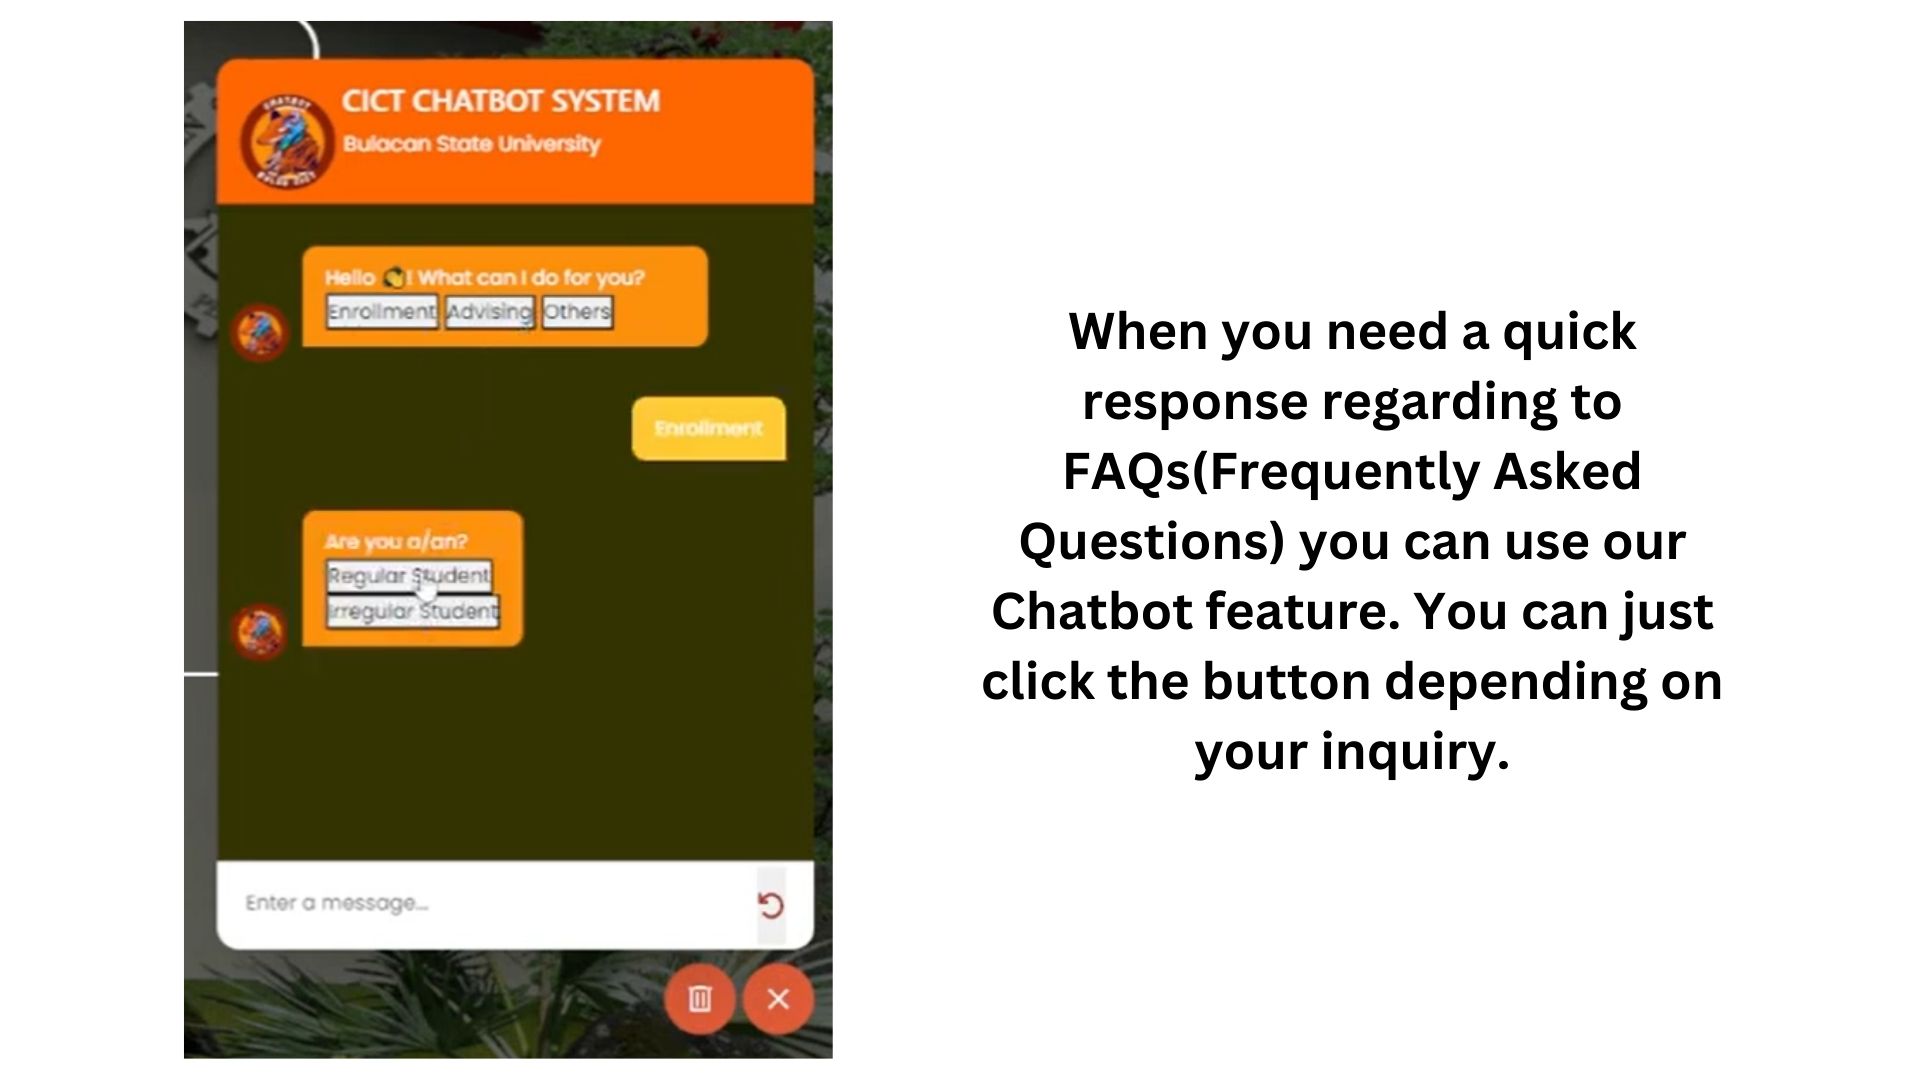 CICT CHATBOT SYSTEM
Bulacan State University
Hello 👋! What can I do for you?
Enrollment Advising Others
Enrollment
Are you a/an?
Regular Student
Irregular Student
Enter a message...
When you need a quick
response regarding to
FAQs(Frequently Asked
Questions) you can use our
Chatbot feature. You can just
click the button depending on
your inquiry.